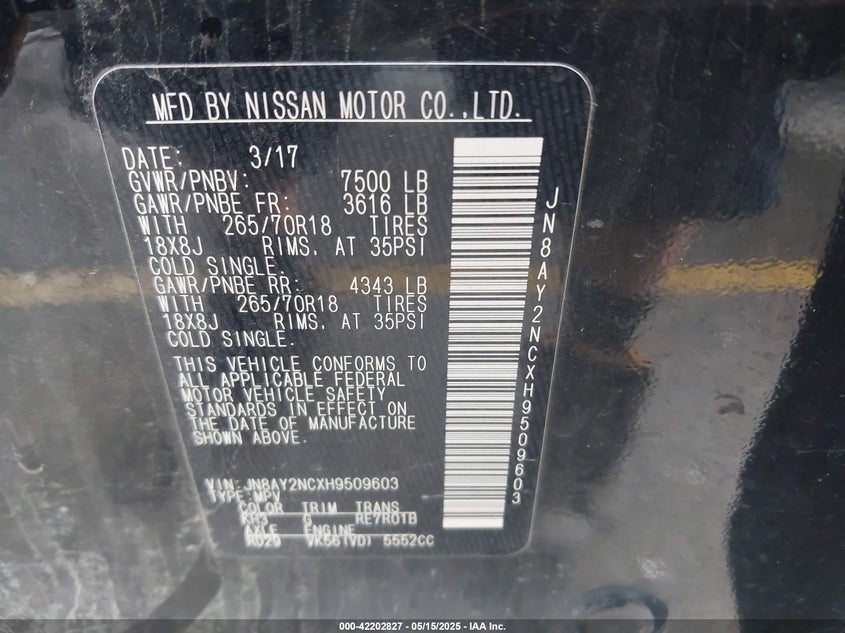 MFD BY NISSAN MOTOR CO.,LTD.
DATE: 3/17
GVWR/PNBV: 7500 LB
GAWR/PNBE FR: 3616 LB
WITH 265/70R18 TIRES
18X8J RIMS, AT 35PSI
COLD SINGLE.
GAWR/PNBE RR: 4343 LB
WITH 265/70R18 TIRES
18X8J RIMS, AT 35PSI
COLD SINGLE.
THIS VEHICLE CONFORMS TO
ALL APPLICABLE FEDERAL
MOTOR VEHICLE SAFETY
STANDARDS IN EFFECT ON
THE DATE OF MANUFACTURE
SHOWN ABOVE.
VIN: JN8AY2NCXH9509603
TYPE:MPV
COLOR TRIM TRANS
KH3 G RE7R01B
AXLE ENGINE
RD29 VK56(VD) 5552CC
JN8AY2NCXH9509603
000-42202827 - 05/15/2025 - IAA Inc.